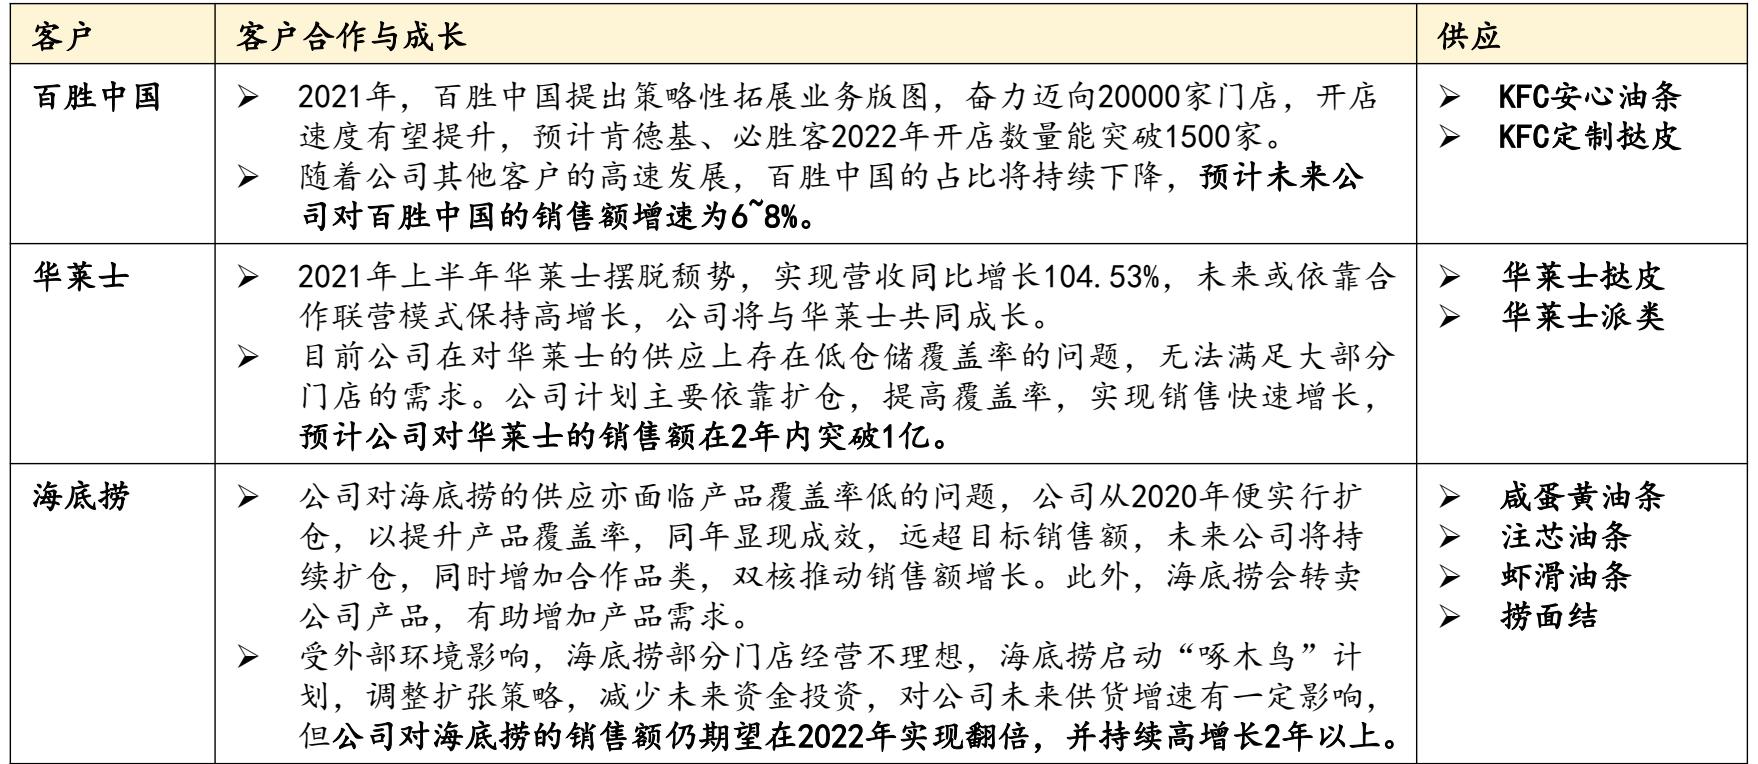 客户 客户合作与成长 供应
百胜中国
➢ 2021年，百胜中国提出策略性拓展业务版图，奋力迈向20000家门店，开店
速度有望提升，预计肯德基、必胜客2022年开店数量能突破1500家。
➢ 随着公司其他客户的高速发展，百胜中国的占比将持续下降，预计未来公
司对百胜中国的销售额增速为6~8%。
➢ KFC安心油条
➢ KFC定制挞皮
华莱士
➢ 2021年上半年华莱士摆脱颓势，实现营收同比增长104.53%，未来或依靠合
作联营模式保持高增长，公司将与华莱士共同成长。
➢ 目前公司在对华莱士的供应上存在低仓储覆盖率的问题，无法满足大部分
门店的需求。公司计划主要依靠扩仓，提高覆盖率，实现销售快速增长，
预计公司对华莱士的销售额在2年内突破1亿。
➢ 华莱士挞皮
➢ 华莱士派类
海底捞
➢ 公司对海底捞的供应亦面临产品覆盖率低的问题，公司从2020年便实行扩
仓，以提升产品覆盖率，同年显现成效，远超目标销售额，未来公司将持
续扩仓，同时增加合作品类，双核推动销售额增长。此外，海底捞会转卖
公司产品，有助增加产品需求。
➢ 受外部环境影响，海底捞部分门店经营不理想，海底捞启动“啄木鸟”计
划，调整扩张策略，减少未来资金投资，对公司未来供货增速有一定影响，
但公司对海底捞的销售额仍期望在2022年实现翻倍，并持续高增长2年以上。
➢ 咸蛋黄油条
➢ 注芯油条
➢ 虾滑油条
➢ 捞面结